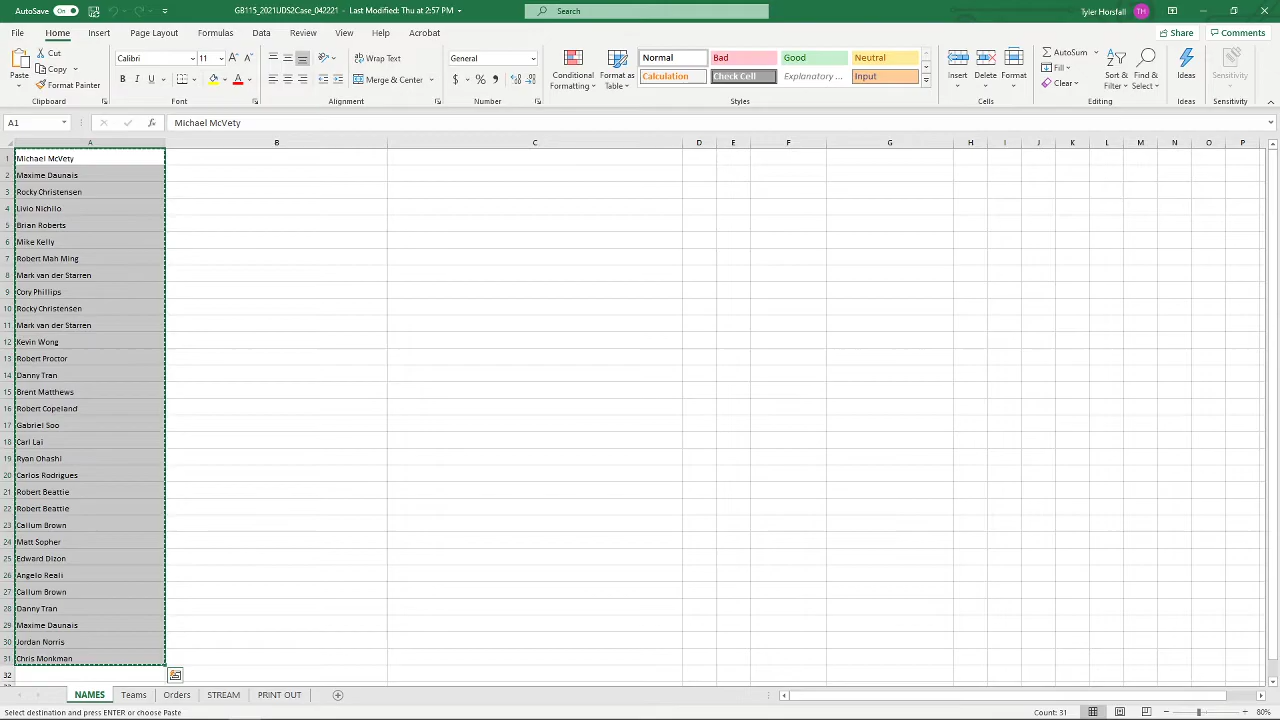 AutoSave On GB115_2021UDS2Case_042221 - Last Modified: Thu at 2:57 PM Search Tyler Horsfall TH
File Home Insert Page Layout Formulas Data Review View Help Acrobat Share Comments
Paste Cut Copy Format Painter Clipboard
Calibri 11 B I U A Font
Wrap Text Merge & Center Alignment
General $ % Number
Conditional Formatting Format as Table
Normal Bad Good Neutral
Calculation Check Cell Explanatory ... Input
Styles
Insert Delete Format Cells
AutoSum Fill Clear Sort & Filter Find & Select Editing
Ideas Ideas
Sensitivity Sensitivity
A1 fx Michael McVety
A B C D E F G H I J K L M N O P
1 Michael McVety
2 Maxime Daunais
3 Rocky Christensen
4 Livio Nichilo
5 Brian Roberts
6 Mike Kelly
7 Robert Mah Ming
8 Mark van der Starren
9 Cory Phillips
10 Rocky Christensen
11 Mark van der Starren
12 Kevin Wong
13 Robert Proctor
14 Danny Tran
15 Brent Matthews
16 Robert Copeland
17 Gabriel Soo
18 Carl Lai
19 Ryan Ohashi
20 Carlos Rodrigues
21 Robert Beattie
22 Robert Beattie
23 Callum Brown
24 Matt Sopher
25 Edward Dizon
26 Angelo Reali
27 Callum Brown
28 Danny Tran
29 Maxime Daunais
30 Jordan Norris
31 Chris Monkman
32
NAMES Teams Orders STREAM PRINT OUT
Select destination and press ENTER or choose Paste Count: 31 80%